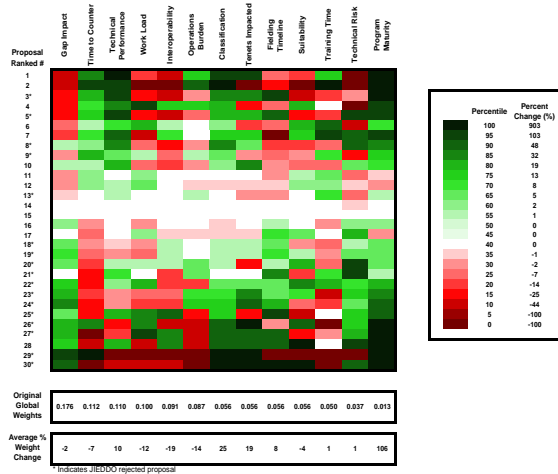 Proposal
Ranked #
Gap Impact
Time to Counter
Technical
Performance
Work Load
Interoperability
Operations
Burden
Classification
Tenets Impacted
Fielding
Timeline
Suitability
Training Time
Technical Risk
Program
Maturity
1
2
3*
4
5*
6
7
8*
9*
10
11
12
13*
14
15
16
17
18*
19*
20*
21*
22*
23
24*
25*
26*
27*
28
29*
30*
Percentile Percent
Change (%)
100 903
95 103
90 48
85 32
80 19
75 13
70 8
65 5
60 2
55 1
50 0
45 0
40 0
35 -1
30 -2
25 -7
20 -14
15 -25
10 -44
5 -100
0 -100
Original
Global
Weights
0.176 0.112 0.110 0.100 0.091 0.087 0.056 0.056 0.056 0.056 0.050 0.037 0.013
Average %
Weight
Change
-2 -7 10 -12 -19 -14 25 19 8 -4 1 1 106
* Indicates JIEDDO rejected proposal